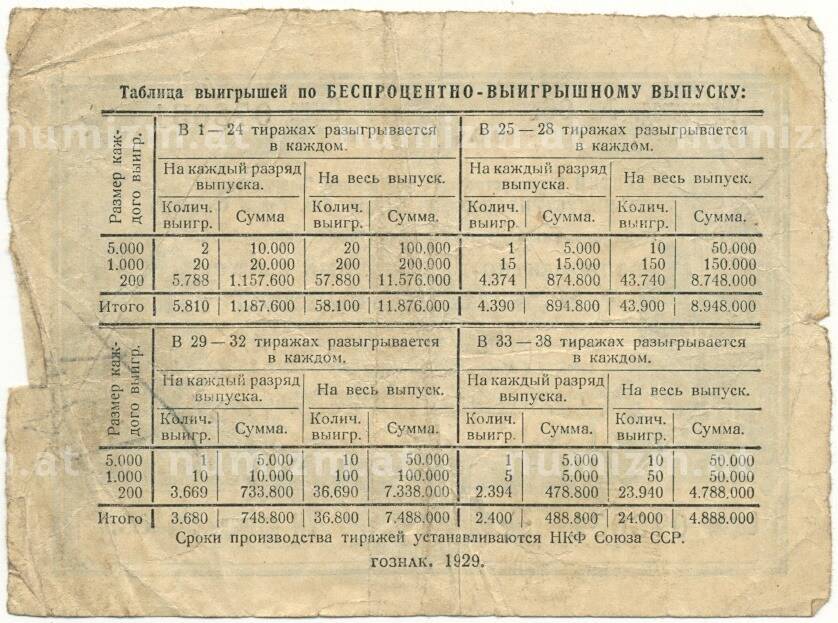 Таблица выигрышей по БЕСПРОЦЕНТНО-ВЫИГРЫШНОМУ ВЫПУСКУ:
Размер каждого выигр. | В 1—24 тиражах разыгрывается в каждом. | В 25—28 тиражах разыгрывается в каждом.
На каждый разряд выпуска. | На весь выпуск. | На каждый разряд выпуска. | На весь выпуск.
Колич. выигр. | Сумма | Колич. выигр. | Сумма. | Колич. выигр. | Сумма. | Колич. выигр. | Сумма.
5.000 | 2 | 10.000 | 20 | 100.000 | 1 | 5.000 | 10 | 50.000
1.000 | 20 | 20.000 | 200 | 200.000 | 15 | 15.000 | 150 | 150.000
200 | 5.788 | 1.157.600 | 57.880 | 11.576.000 | 4.374 | 874.800 | 43.740 | 8.748.000
Итого | 5.810 | 1.187.600 | 58.100 | 11.876.000 | 4.390 | 894.800 | 43.900 | 8.948.000
Размер каждого выигр. | В 29—32 тиражах разыгрывается в каждом. | В 33—38 тиражах разыгрывается в каждом.
На каждый разряд выпуска. | На весь выпуск. | На каждый разряд выпуска. | На весь выпуск.
Колич. выигр. | Сумма. | Колич. выигр. | Сумма. | Колич. выигр. | Сумма. | Колич. выигр. | Сумма.
5.000 | 1 | 5.000 | 10 | 50.000 | 1 | 5.000 | 10 | 50.000
1.000 | 10 | 10.000 | 100 | 100.000 | 5 | 5.000 | 50 | 50.000
200 | 3.669 | 733.800 | 36.690 | 7.338.000 | 2.394 | 478.800 | 23.940 | 4.788.000
Итого | 3.680 | 748.800 | 36.800 | 7.488.000 | 2.400 | 488.800 | 24.000 | 4.888.000
Сроки производства тиражей устанавливаются НКФ Союза ССР.
ГОЗНАК. 1929.
numizm.at